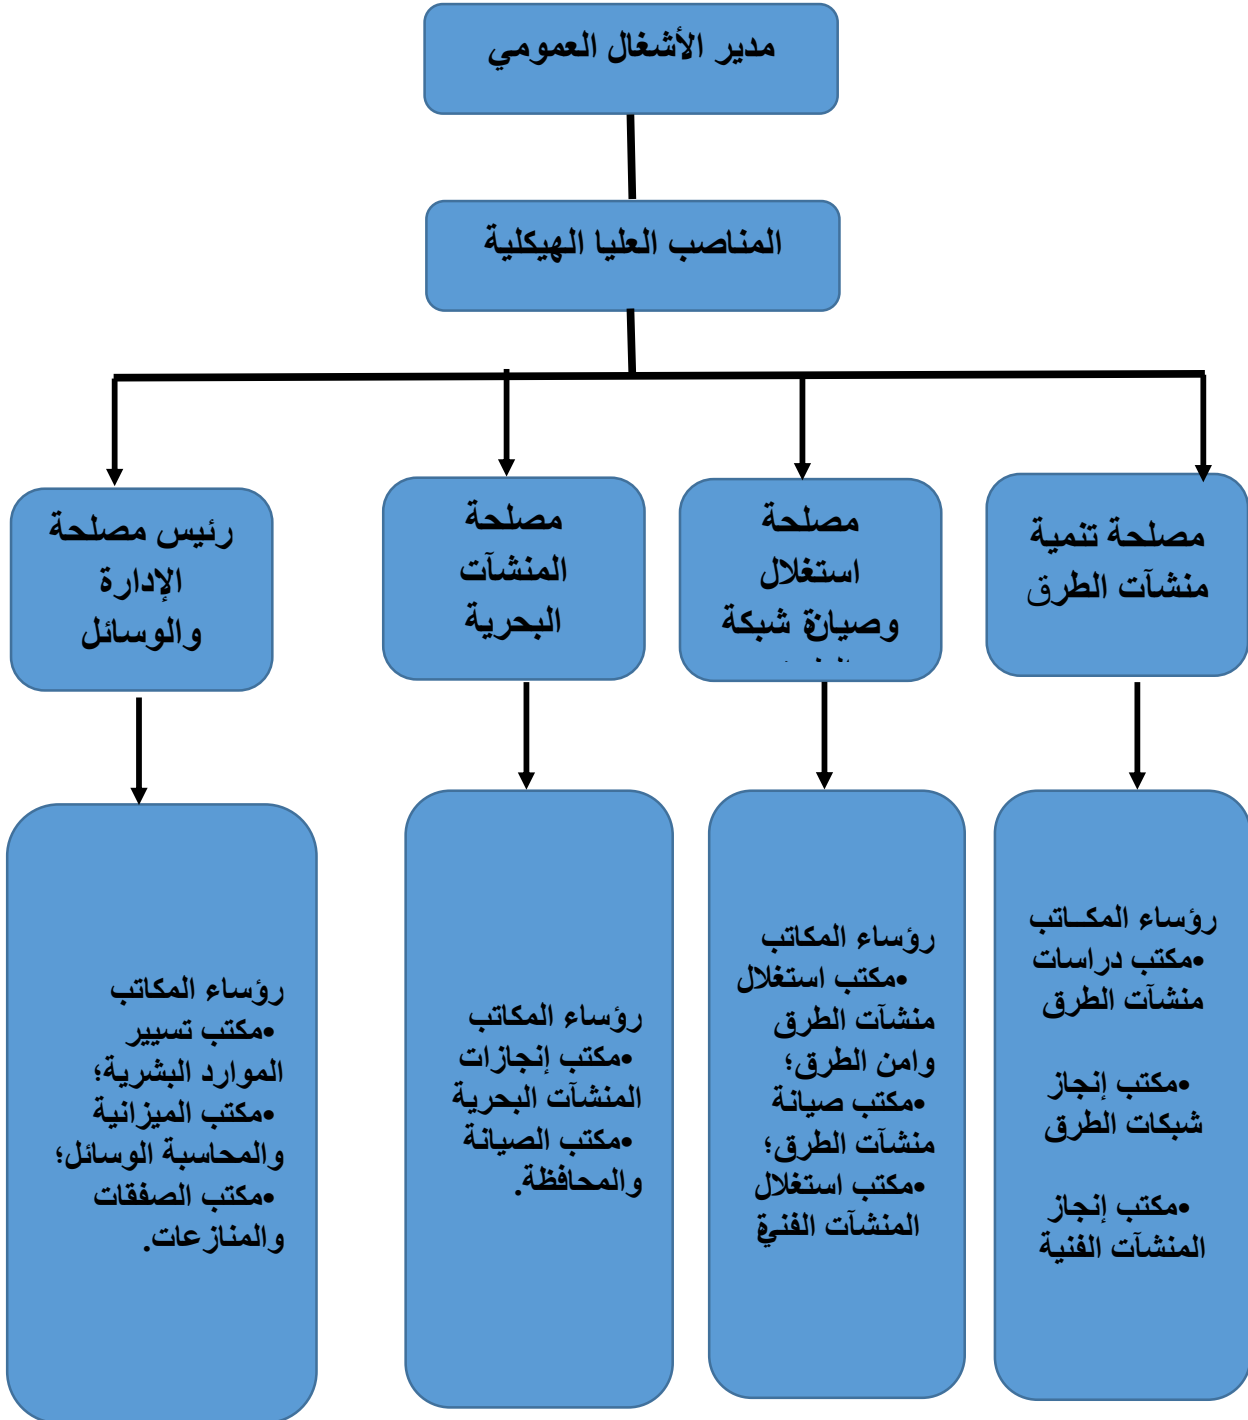 مدير الأشغال العمومي
المناصب العليا الهيكلية
مصلحة تنمية
منشآت الطرق
مصلحة
استغلال
وصيانة شبكة
مصلحة
المنشآت
البحرية
رئيس مصلحة
الإدارة
والوسائل
رؤساء المكــاتب
•مكتب دراسات
منشآت الطرق
•مكتب إنجاز
شبكات الطرق
•مكتب إنجاز
المنشآت الفنية
رؤساء المكاتب
•مكتب استغلال
منشآت الطرق
وامن الطرق؛
•مكتب صيانة
منشآت الطرق؛
•مكتب استغلال
المنشآت الفنية
رؤساء المكاتب
•مكتب إنجازات
المنشآت البحرية
•مكتب الصيانة
والمحافظة.
رؤساء المكاتب
•مكتب تسيير
الموارد البشرية؛
•مكتب الميزانية
والمحاسبة الوسائل؛
•مكتب الصفقات
والمنازعات.